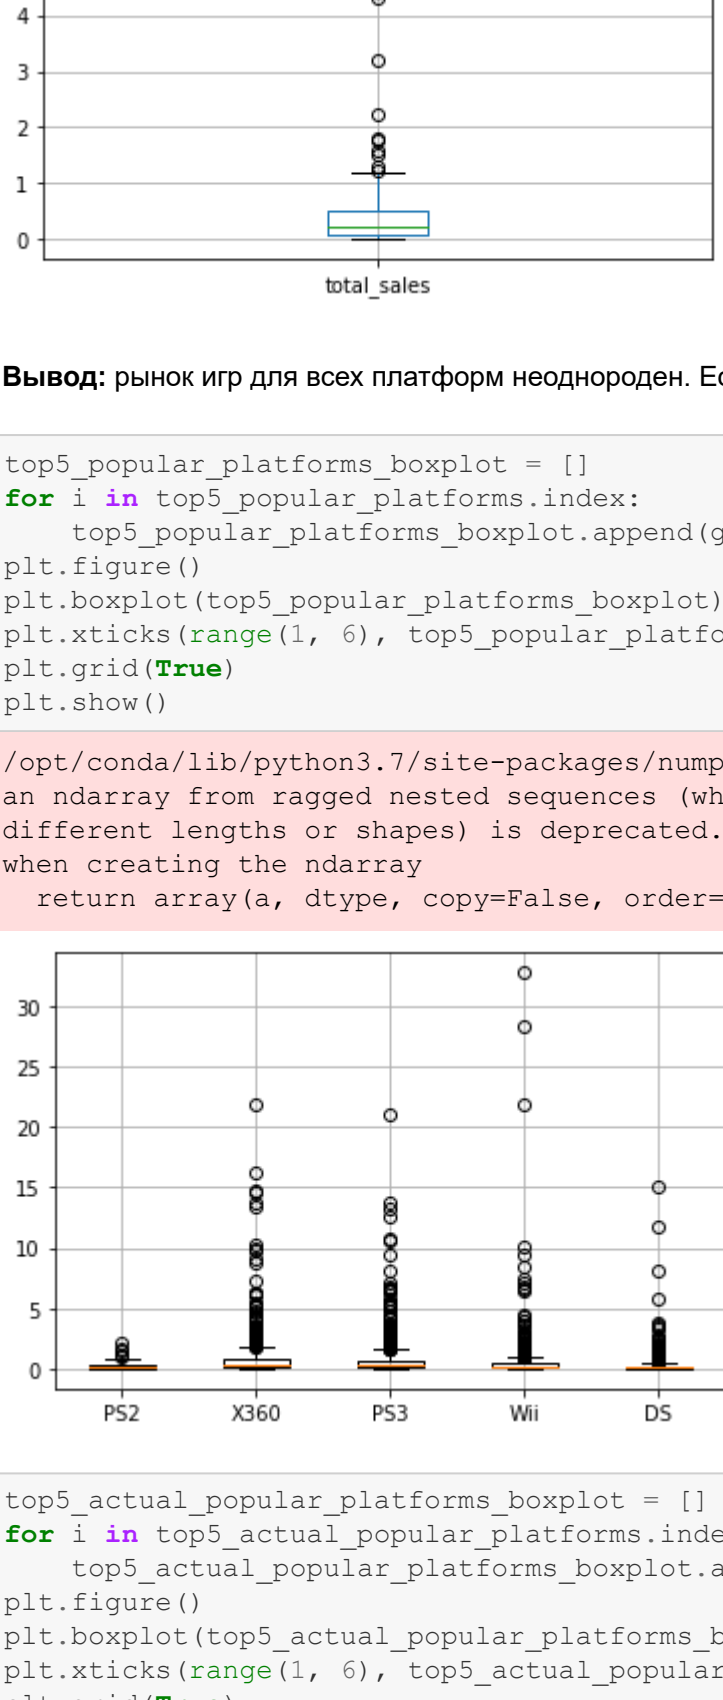 4
3
2
1
0
total_sales
Вывод: рынок игр для всех платформ неоднороден.
top5_popular_platforms_boxplot = []
for i in top5_popular_platforms.index:
top5_popular_platforms_boxplot.append(g
plt.figure()
plt.boxplot(top5_popular_platforms_boxplot)
plt.xticks(range(1, 6), top5_popular_platfo
plt.grid(True)
plt.show()
/opt/conda/lib/python3.7/site-packages/nump
an ndarray from ragged nested sequences (wh
different lengths or shapes) is deprecated.
when creating the ndarray
return array(a, dtype, copy=False, order=
30
25
20
15
10
5
0
PS2 X360 PS3 Wii DS
top5_actual_popular_platforms_boxplot = []
for i in top5_actual_popular_platforms.inde
top5_actual_popular_platforms_boxplot.a
plt.figure()
plt.boxplot(top5_actual_popular_platforms_b
plt.xticks(range(1, 6), top5_actual_popular